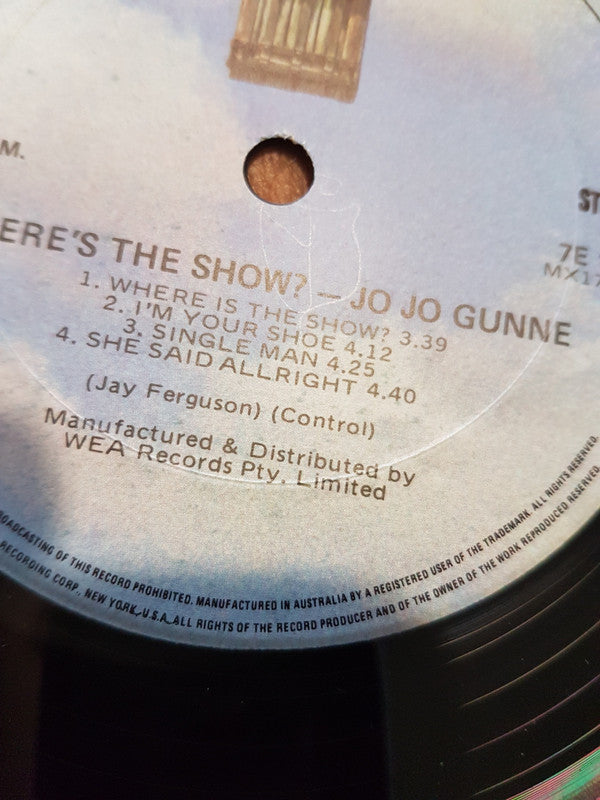 M.
ST
7E
MX17
ERE'S THE SHOW? — JO JO GUNNE
1. WHERE IS THE SHOW? 3.39
2. I'M YOUR SHOE 4.12
3. SINGLE MAN 4.25
4. SHE SAID ALLRIGHT 4.40
(Jay Ferguson) (Control)
Manufactured & Distributed by
WEA Records Pty. Limited
ROADCASTING OF THIS RECORD PROHIBITED. MANUFACTURED IN AUSTRALIA BY A REGISTERED USER OF THE TRADEMARK. ALL RIGHTS RESERVED.
RECORDING CORP., NEW YORK, U.S.A. ALL RIGHTS OF THE RECORD PRODUCER AND OF THE OWNER OF THE WORK REPRODUCED RESERVED.